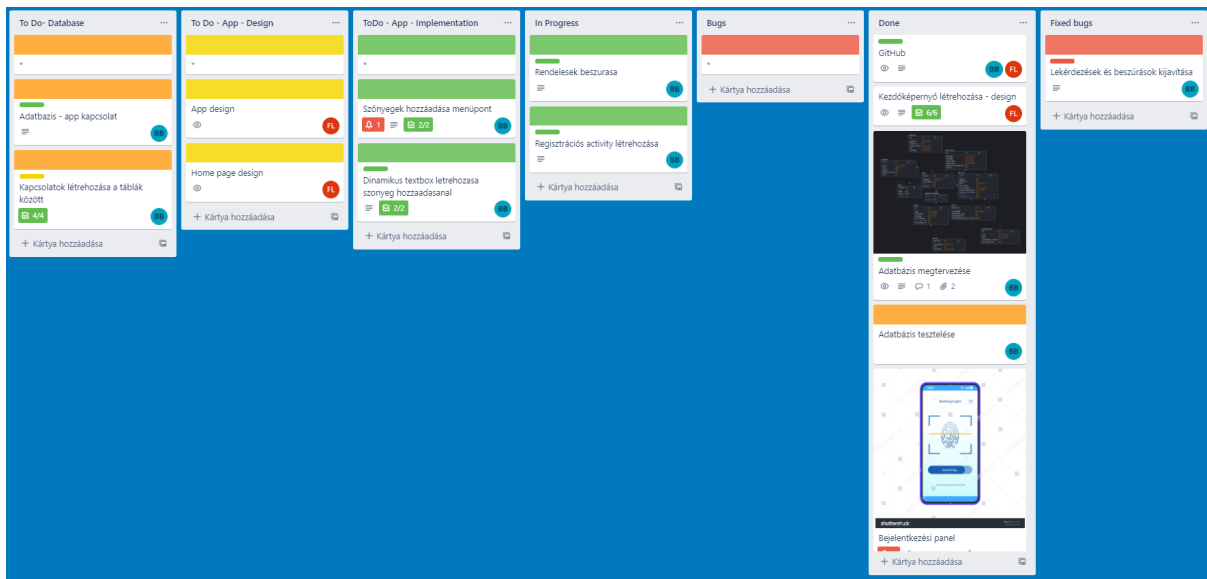 To Do- Database
*
Adatbazis - app kapcsolat
BB
Kapcsolatok létrehozása a táblák
között
4/4
BB
+ Kártya hozzáadása
To Do - App - Design
*
App design
FL
Home page design
FL
+ Kártya hozzáadása
ToDo - App - Implementation
Szőnyegek hozzáadása menüpont
1
2/2
BB
Dinamikus textbox letrehozasa
szonyeg hozzaadasanal
2/2
BB
+ Kártya hozzáadása
In Progress
Rendelesek beszurasa
BB
Regisztrációs activity létrehozása
BB
+ Kártya hozzáadása
Bugs
*
+ Kártya hozzáadása
Done
GitHub
BB FL
Kezdőképernyő létrehozása - design
6/6
FL
Adatbázis megtervezése
1 2
BB
Adatbázis tesztelése
BB
shutterstock
Bejelentkezési panel
+ Kártya hozzáadása
Fixed bugs
Lekérdezések és beszúrások kijavítása
BB
+ Kártya hozzáadása